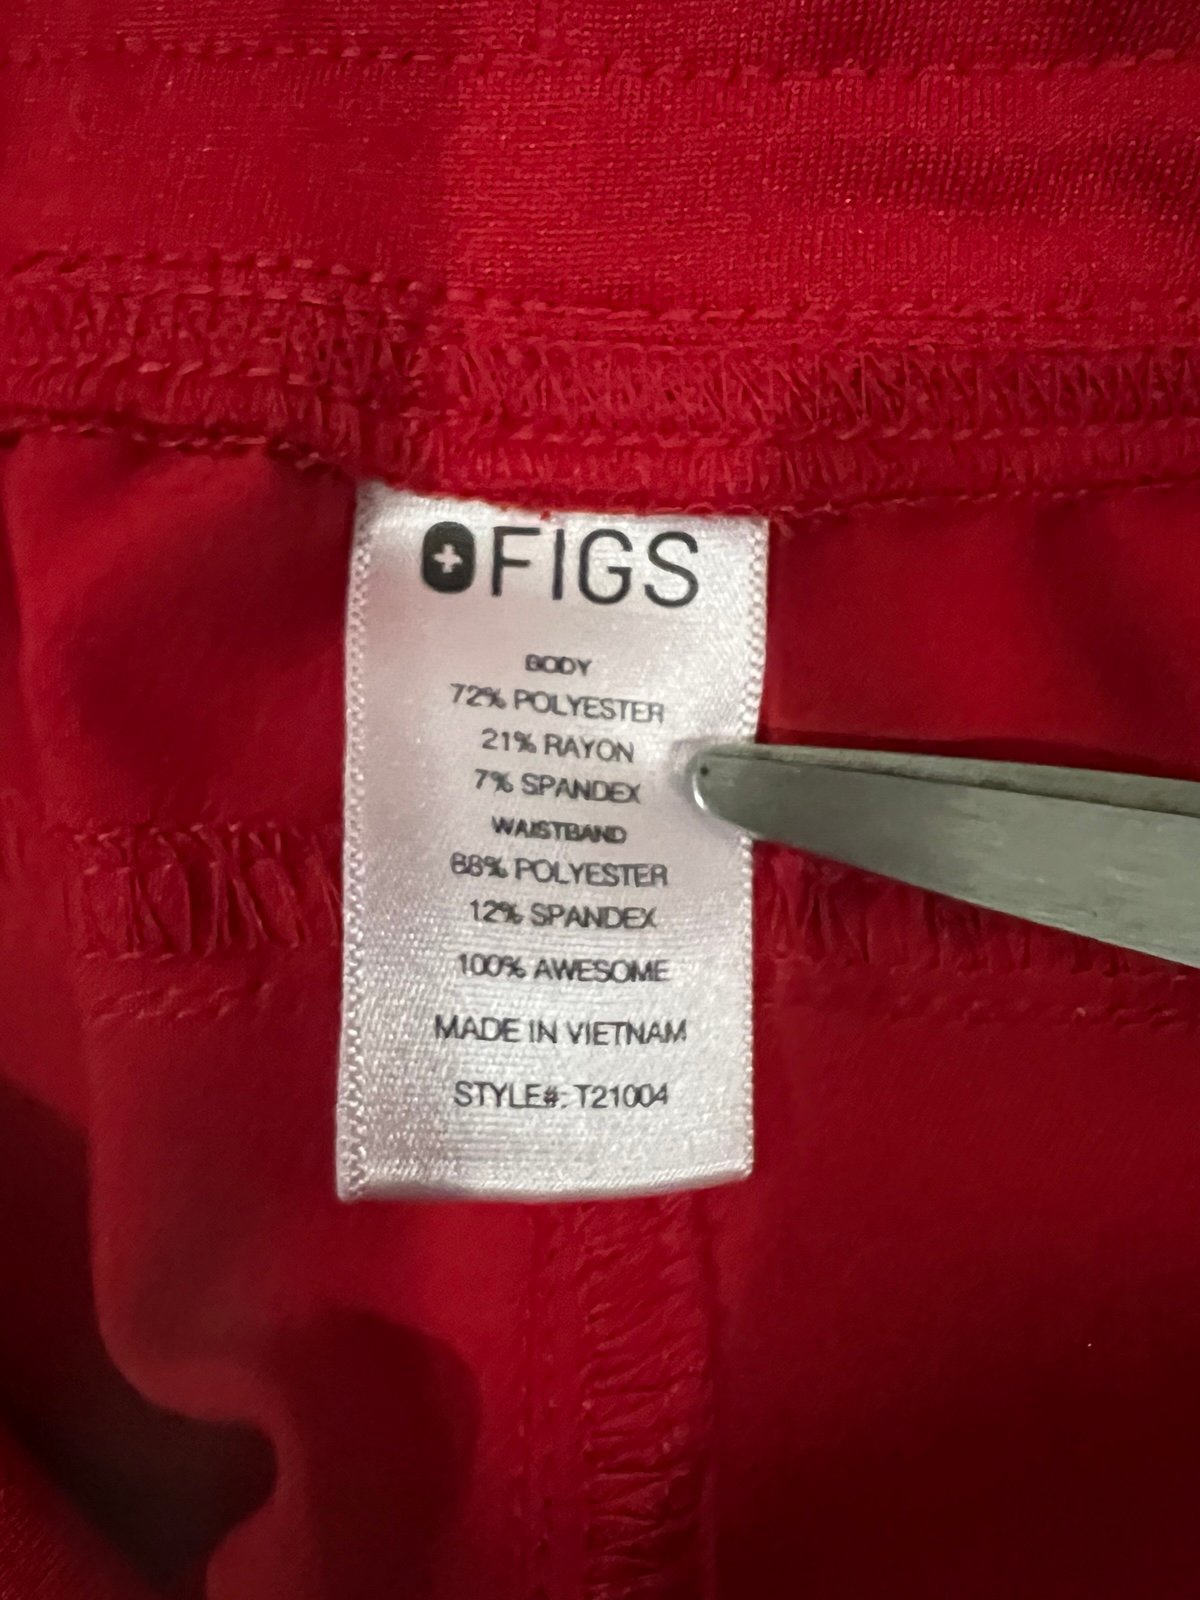 FIGS
BODY
72% POLYESTER
21% RAYON
7% SPANDEX
WAISTBAND
88% POLYESTER
12% SPANDEX
100% AWESOME
MADE IN VIETNAM
STYLE#: T21004